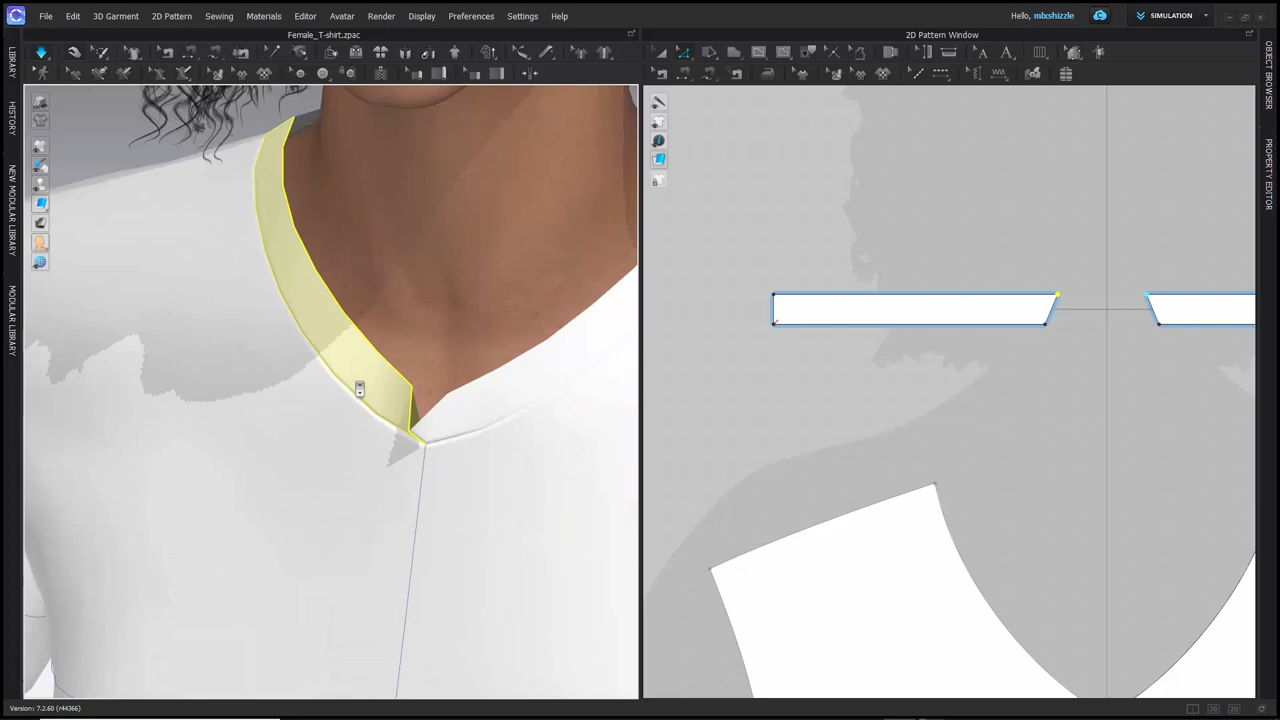 File Edit 3D Garment 2D Pattern Sewing Materials Editor Avatar Render Display Preferences Settings Help
Hello, mlxshizzle
SIMULATION
Female_T-shirt.zpac
2D Pattern Window
LIBRARY
HISTORY
NEW MODULAR LIBRARY
MODULAR LIBRARY
OBJECT BROWSER
PROPERTY EDITOR
Version: 7.2.60 (r44366)
3D
2D